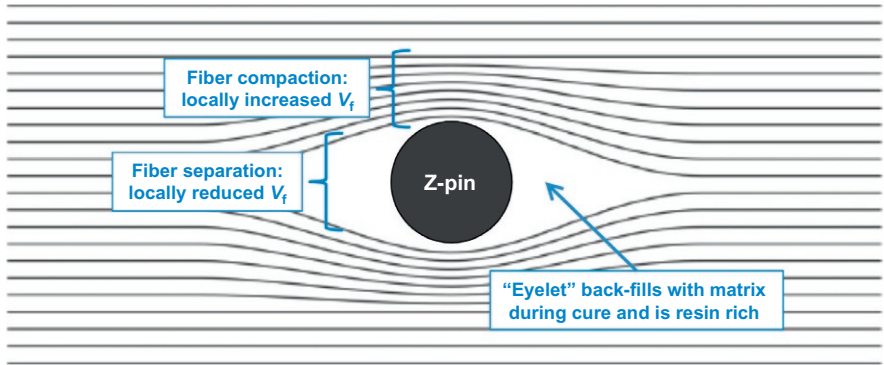 Fiber compaction:
locally increased Vf
Fiber separation:
locally reduced Vf
Z-pin
“Eyelet” back-fills with matrix
during cure and is resin rich